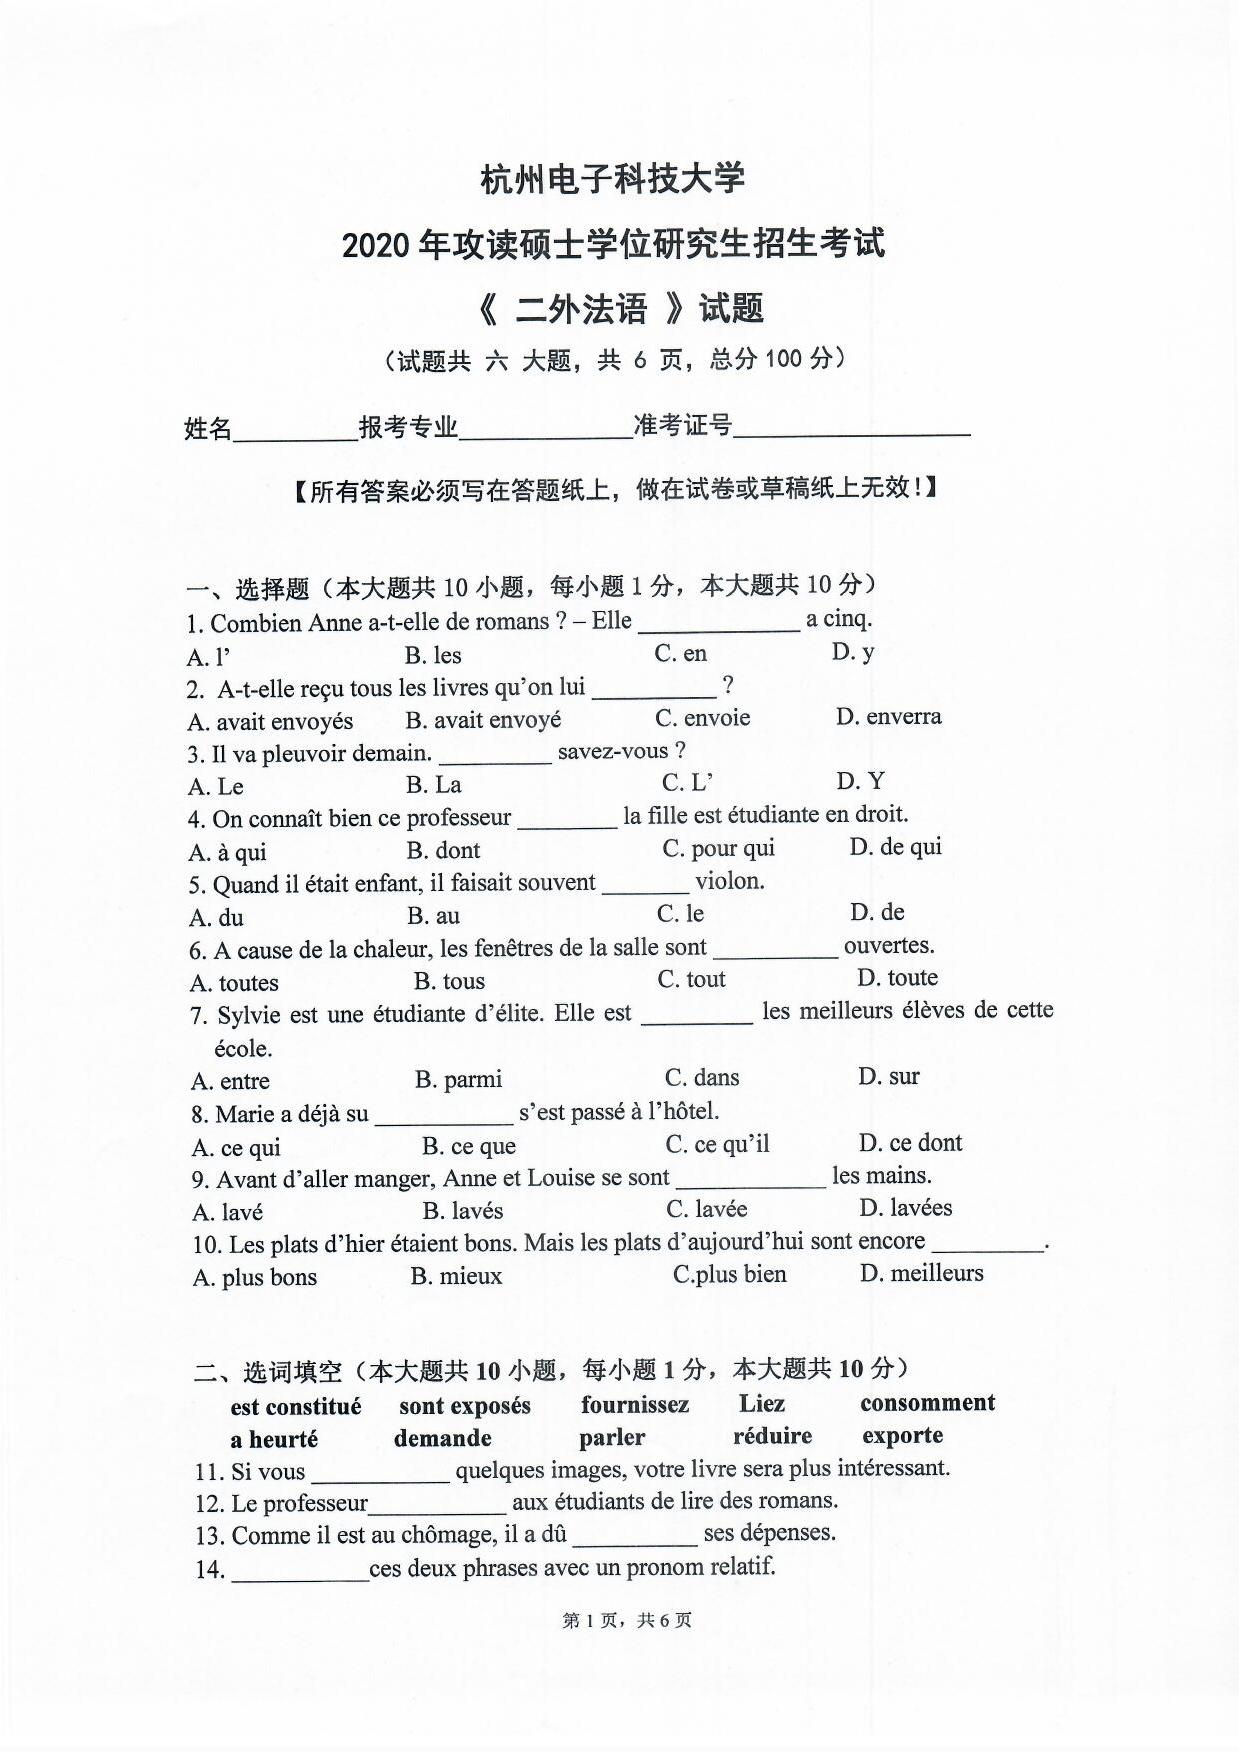 杭州电子科技大学
2020 年攻读硕士学位研究生招生考试
《 二外法语 》试题
（试题共 六 大题，共 6 页，总分 100 分）
姓名__________报考专业______________准考证号___________________
【所有答案必须写在答题纸上，做在试卷或草稿纸上无效！】
一、选择题（本大题共 10 小题，每小题 1 分，本大题共 10 分）
1. Combien Anne a-t-elle de romans ? – Elle _____________ a cinq.
A. l’ B. les C. en D. y
2. A-t-elle reçu tous les livres qu’on lui __________ ?
A. avait envoyés B. avait envoyé C. envoie D. enverra
3. Il va pleuvoir demain. _________ savez-vous ?
A. Le B. La C. L’ D. Y
4. On connaît bien ce professeur ________ la fille est étudiante en droit.
A. à qui B. dont C. pour qui D. de qui
5. Quand il était enfant, il faisait souvent _______ violon.
A. du B. au C. le D. de
6. A cause de la chaleur, les fenêtres de la salle sont __________ ouvertes.
A. toutes B. tous C. tout D. toute
7. Sylvie est une étudiante d’élite. Elle est _________ les meilleurs élèves de cette
école.
A. entre B. parmi C. dans D. sur
8. Marie a déjà su ___________ s’est passé à l’hôtel.
A. ce qui B. ce que C. ce qu’il D. ce dont
9. Avant d’aller manger, Anne et Louise se sont ____________ les mains.
A. lavé B. lavés C. lavée D. lavées
10. Les plats d’hier étaient bons. Mais les plats d’aujourd’hui sont encore _________.
A. plus bons B. mieux C.plus bien D. meilleurs
二、选词填空（本大题共 10 小题，每小题 1 分，本大题共 10 分）
est constitué sont exposés fournissez Liez consomment
a heurté demande parler réduire exporte
11. Si vous ___________ quelques images, votre livre sera plus intéressant.
12. Le professeur___________ aux étudiants de lire des romans.
13. Comme il est au chômage, il a dû __________ ses dépenses.
14. ___________ces deux phrases avec un pronom relatif.
第 1 页，共 6 页